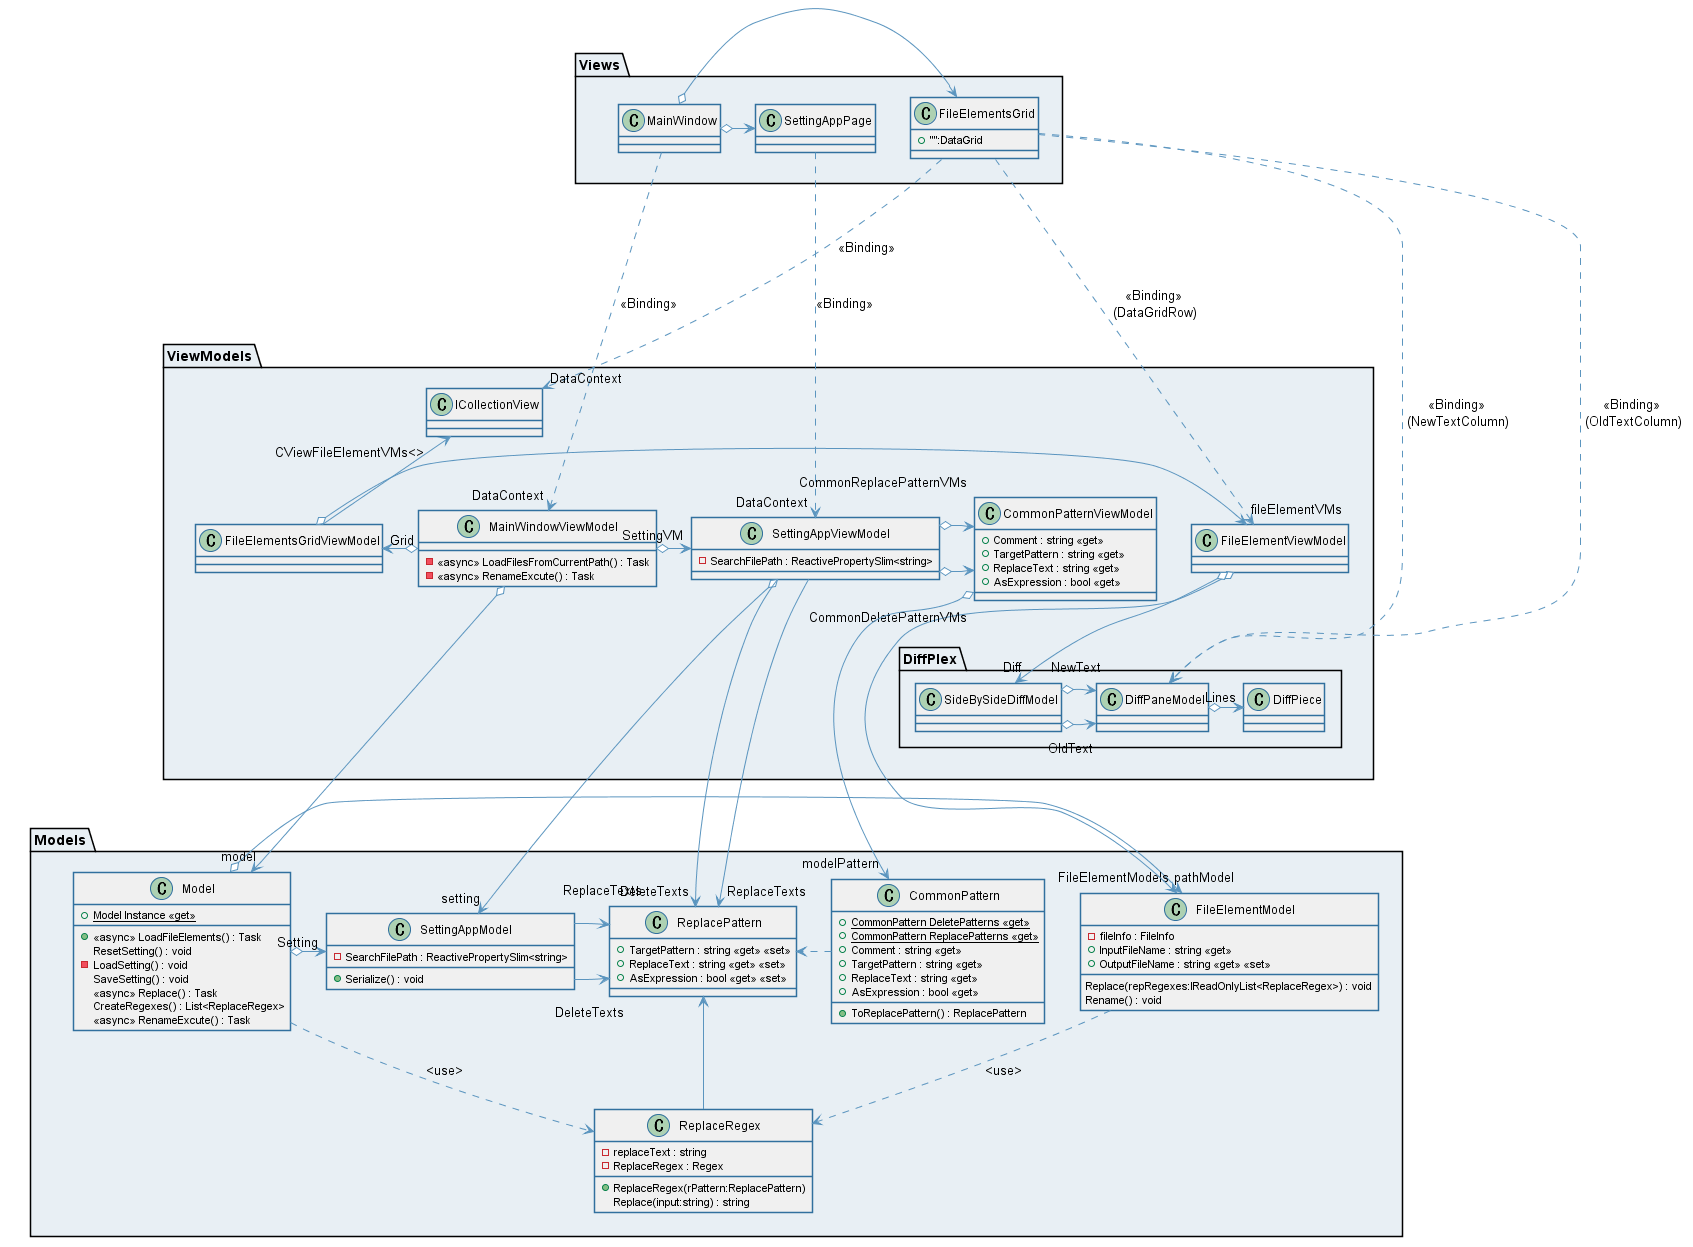 Views
C MainWindow
C SettingAppPage
C FileElementsGrid
"":DataGrid
«Binding»
«Binding»
«Binding»
«Binding»
(DataGridRow)
«Binding»
(NewTextColumn)
«Binding»
(OldTextColumn)
ViewModels
DataContext
C ICollectionView
CViewFileElementVMs<>
DataContext
DataContext
CommonReplacePatternVMs
fileElementVMs
C FileElementsGridViewModel
Grid
C MainWindowViewModel
«async» LoadFilesFromCurrentPath() : Task
«async» RenameExcute() : Task
SettingVM
C SettingAppViewModel
SearchFilePath : ReactivePropertySlim<string>
C CommonPatternViewModel
Comment : string «get»
TargetPattern : string «get»
ReplaceText : string «get»
AsExpression : bool «get»
C FileElementViewModel
CommonDeletePatternVMs
DiffPlex
Diff
NewText
C SideBySideDiffModel
C DiffPaneModel
Lines
C DiffPiece
OldText
Models
model
C Model
Model Instance «get»
«async» LoadFileElements() : Task
ResetSetting() : void
LoadSetting() : void
SaveSetting() : void
«async» Replace() : Task
CreateRegexes() : List<ReplaceRegex>
«async» RenameExcute() : Task
Setting
setting
C SettingAppModel
SearchFilePath : ReactivePropertySlim<string>
Serialize() : void
ReplaceTexts
DeleteTexts
ReplaceTexts
DeleteTexts
C ReplacePattern
TargetPattern : string «get» «set»
ReplaceText : string «get» «set»
AsExpression : bool «get» «set»
modelPattern
C CommonPattern
CommonPattern DeletePatterns «get»
CommonPattern ReplacePatterns «get»
Comment : string «get»
TargetPattern : string «get»
ReplaceText : string «get»
AsExpression : bool «get»
ToReplacePattern() : ReplacePattern
FileElementModels
pathModel
C FileElementModel
fileInfo : FileInfo
InputFileName : string «get»
OutputFileName : string «get» «set»
Replace(repRegexes:IReadOnlyList<ReplaceRegex>) : void
Rename() : void
<use>
<use>
C ReplaceRegex
replaceText : string
ReplaceRegex : Regex
ReplaceRegex(rPattern:ReplacePattern)
Replace(input:string) : string